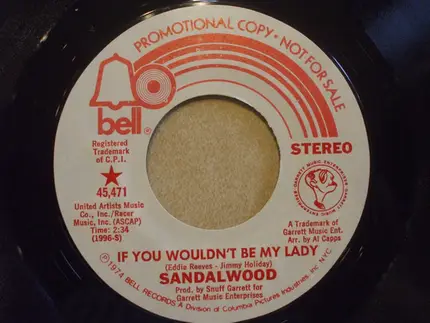 PROMOTIONAL COPY • NOT FOR SALE
bell®
Registered
Trademark
of C.P.I.
★
45,471
United Artists Music
Co., Inc./Racer
Music, Inc. (ASCAP)
Time: 2:34
(1996-S)
STEREO
GARRETT MUSIC ENTERPRISES
A Trademark of
Garrett Music Ent.
Arr. by Al Capps
IF YOU WOULDN'T BE MY LADY
(Eddie Reeves - Jimmy Holiday)
SANDALWOOD
Prod. by Snuff Garrett for
Garrett Music Enterprises
℗ 1974 BELL RECORDS A Division of Columbia Pictures Industries, Inc. NYC